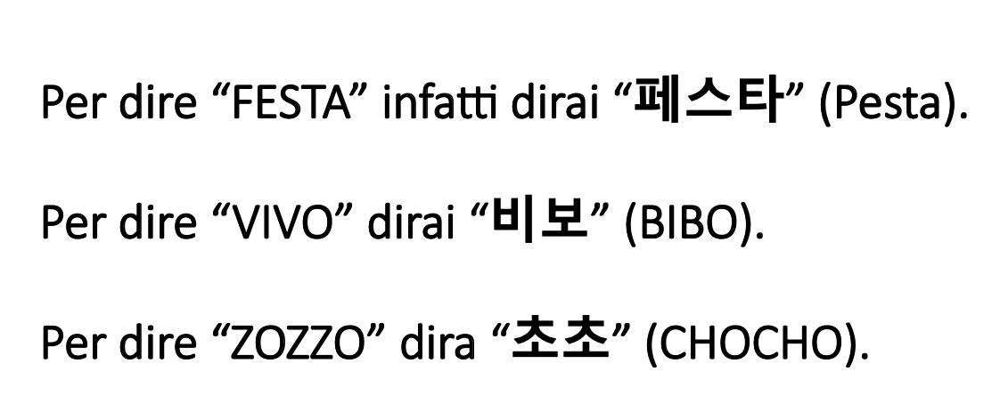 Per dire “FESTA” infatti dirai “페스타” (Pesta).
Per dire “VIVO” dirai “비보” (BIBO).
Per dire “ZOZZO” dira “초초” (CHOCHO).